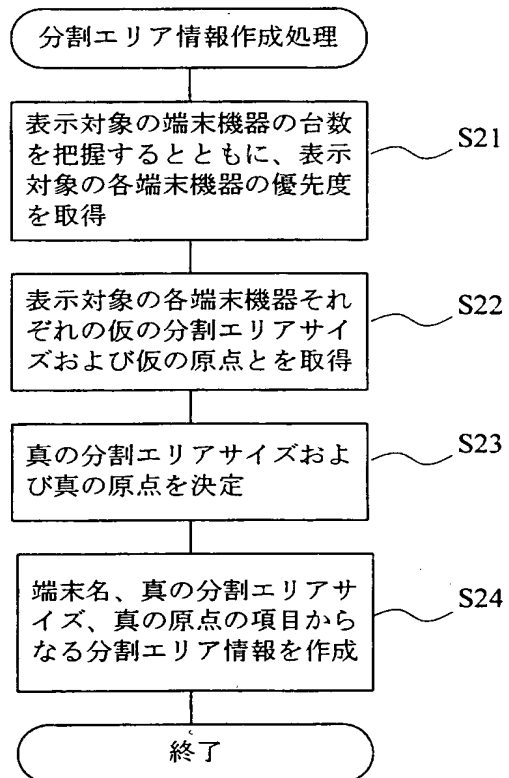 分割エリア情報作成処理
表示対象の端末機器の台数
を把握するとともに、表示
対象の各端末機器の優先度
を取得
S21
表示対象の各端末機器それ
ぞれの仮の分割エリアサイ
ズおよび仮の原点とを取得
S22
真の分割エリアサイズおよ
び真の原点を決定
S23
端末名、真の分割エリアサ
イズ、真の原点の項目から
なる分割エリア情報を作成
S24
終了